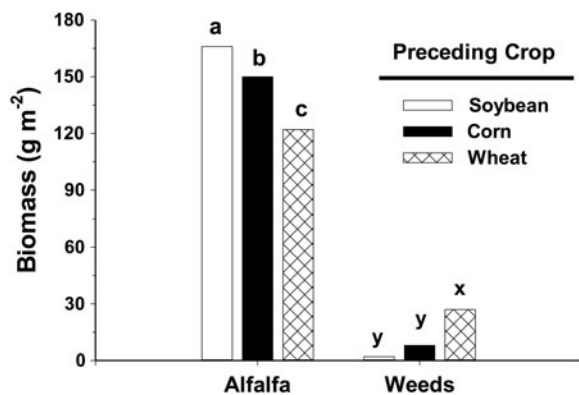 180
150
120
90
60
30
0
Biomass (g m-2)
a
b
c
y
y
x
Preceding Crop
Soybean
Corn
Wheat
Alfalfa
Weeds